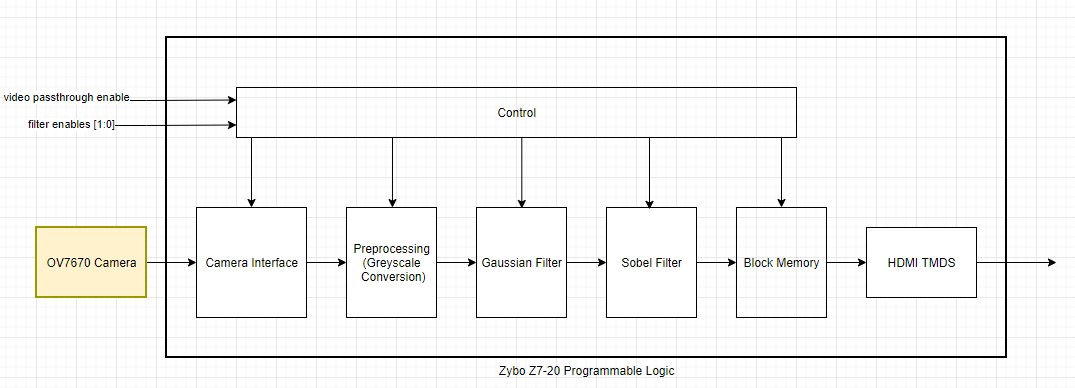 video passthrough enable
filter enables [1:0]
Control
OV7670 Camera
Camera Interface
Preprocessing
(Greyscale
Conversion)
Gaussian Filter
Sobel Filter
Block Memory
HDMI TMDS
Zybo Z7-20 Programmable Logic